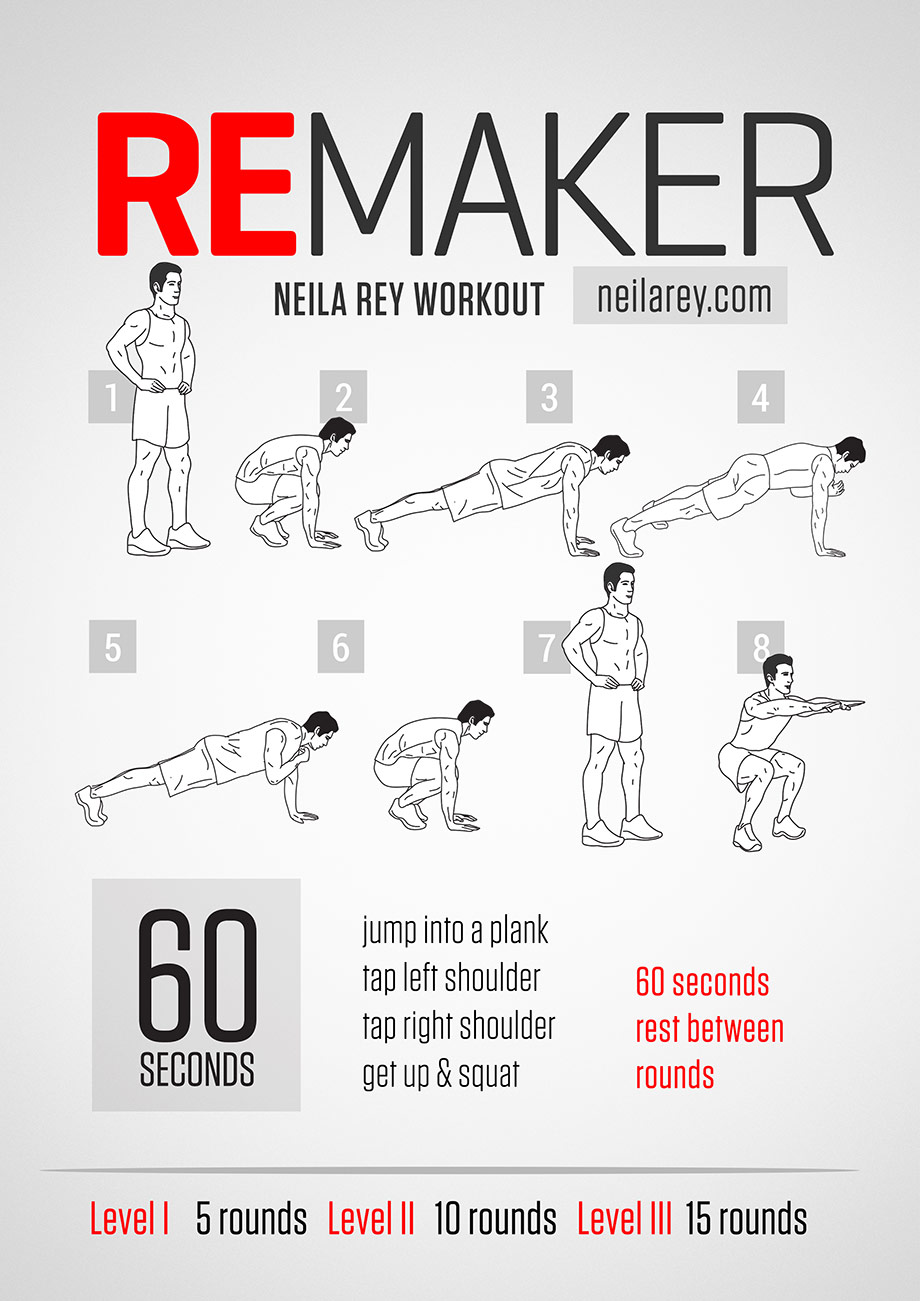 REMAKER
NEILA REY WORKOUT neilarey.com
1 2 3 4
5 6 7 8
60
SECONDS
jump into a plank
tap left shoulder
tap right shoulder
get up & squat
60 seconds
rest between
rounds
Level I 5 rounds Level II 10 rounds Level III 15 rounds